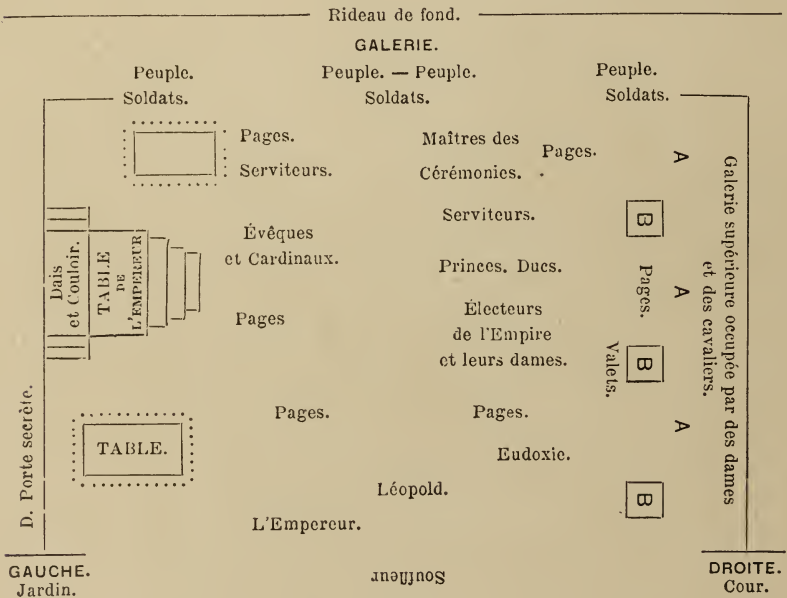 Rideau de fond.
GALERIE.
Peuple.
Peuple. — Peuple.
Peuple.
Soldats.
Soldats.
Soldats.
Pages.
Serviteurs.
Maîtres des
Cérémonies.
Pages.
A
Serviteurs.
B
Évêques
et Cardinaux.
Princes. Ducs.
Dais
et Couloir.
TABLE
DE
L'EMPEREUR
Pages.
A
Galerie supérieure occupée par des dames
et des cavaliers.
Pages
Électeurs
de l'Empire
et leurs dames.
Valets.
B
Pages.
Pages.
A
TABLE.
Eudoxie.
D. Porte secrète.
Léopold.
B
L'Empereur.
Souffleur
GAUCHE.
Jardin.
DROITE.
Cour.